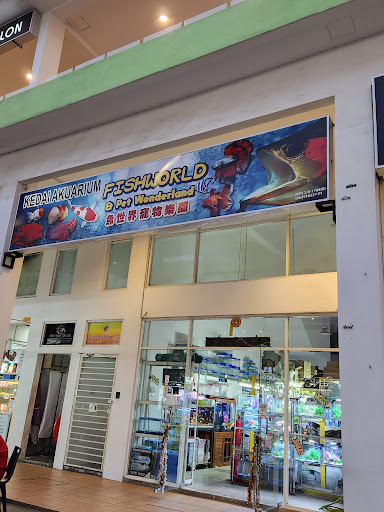 LON
KEDAI AKUARIUM
FISHWORLD
& Pet Wonderland
魚世界寵物樂園